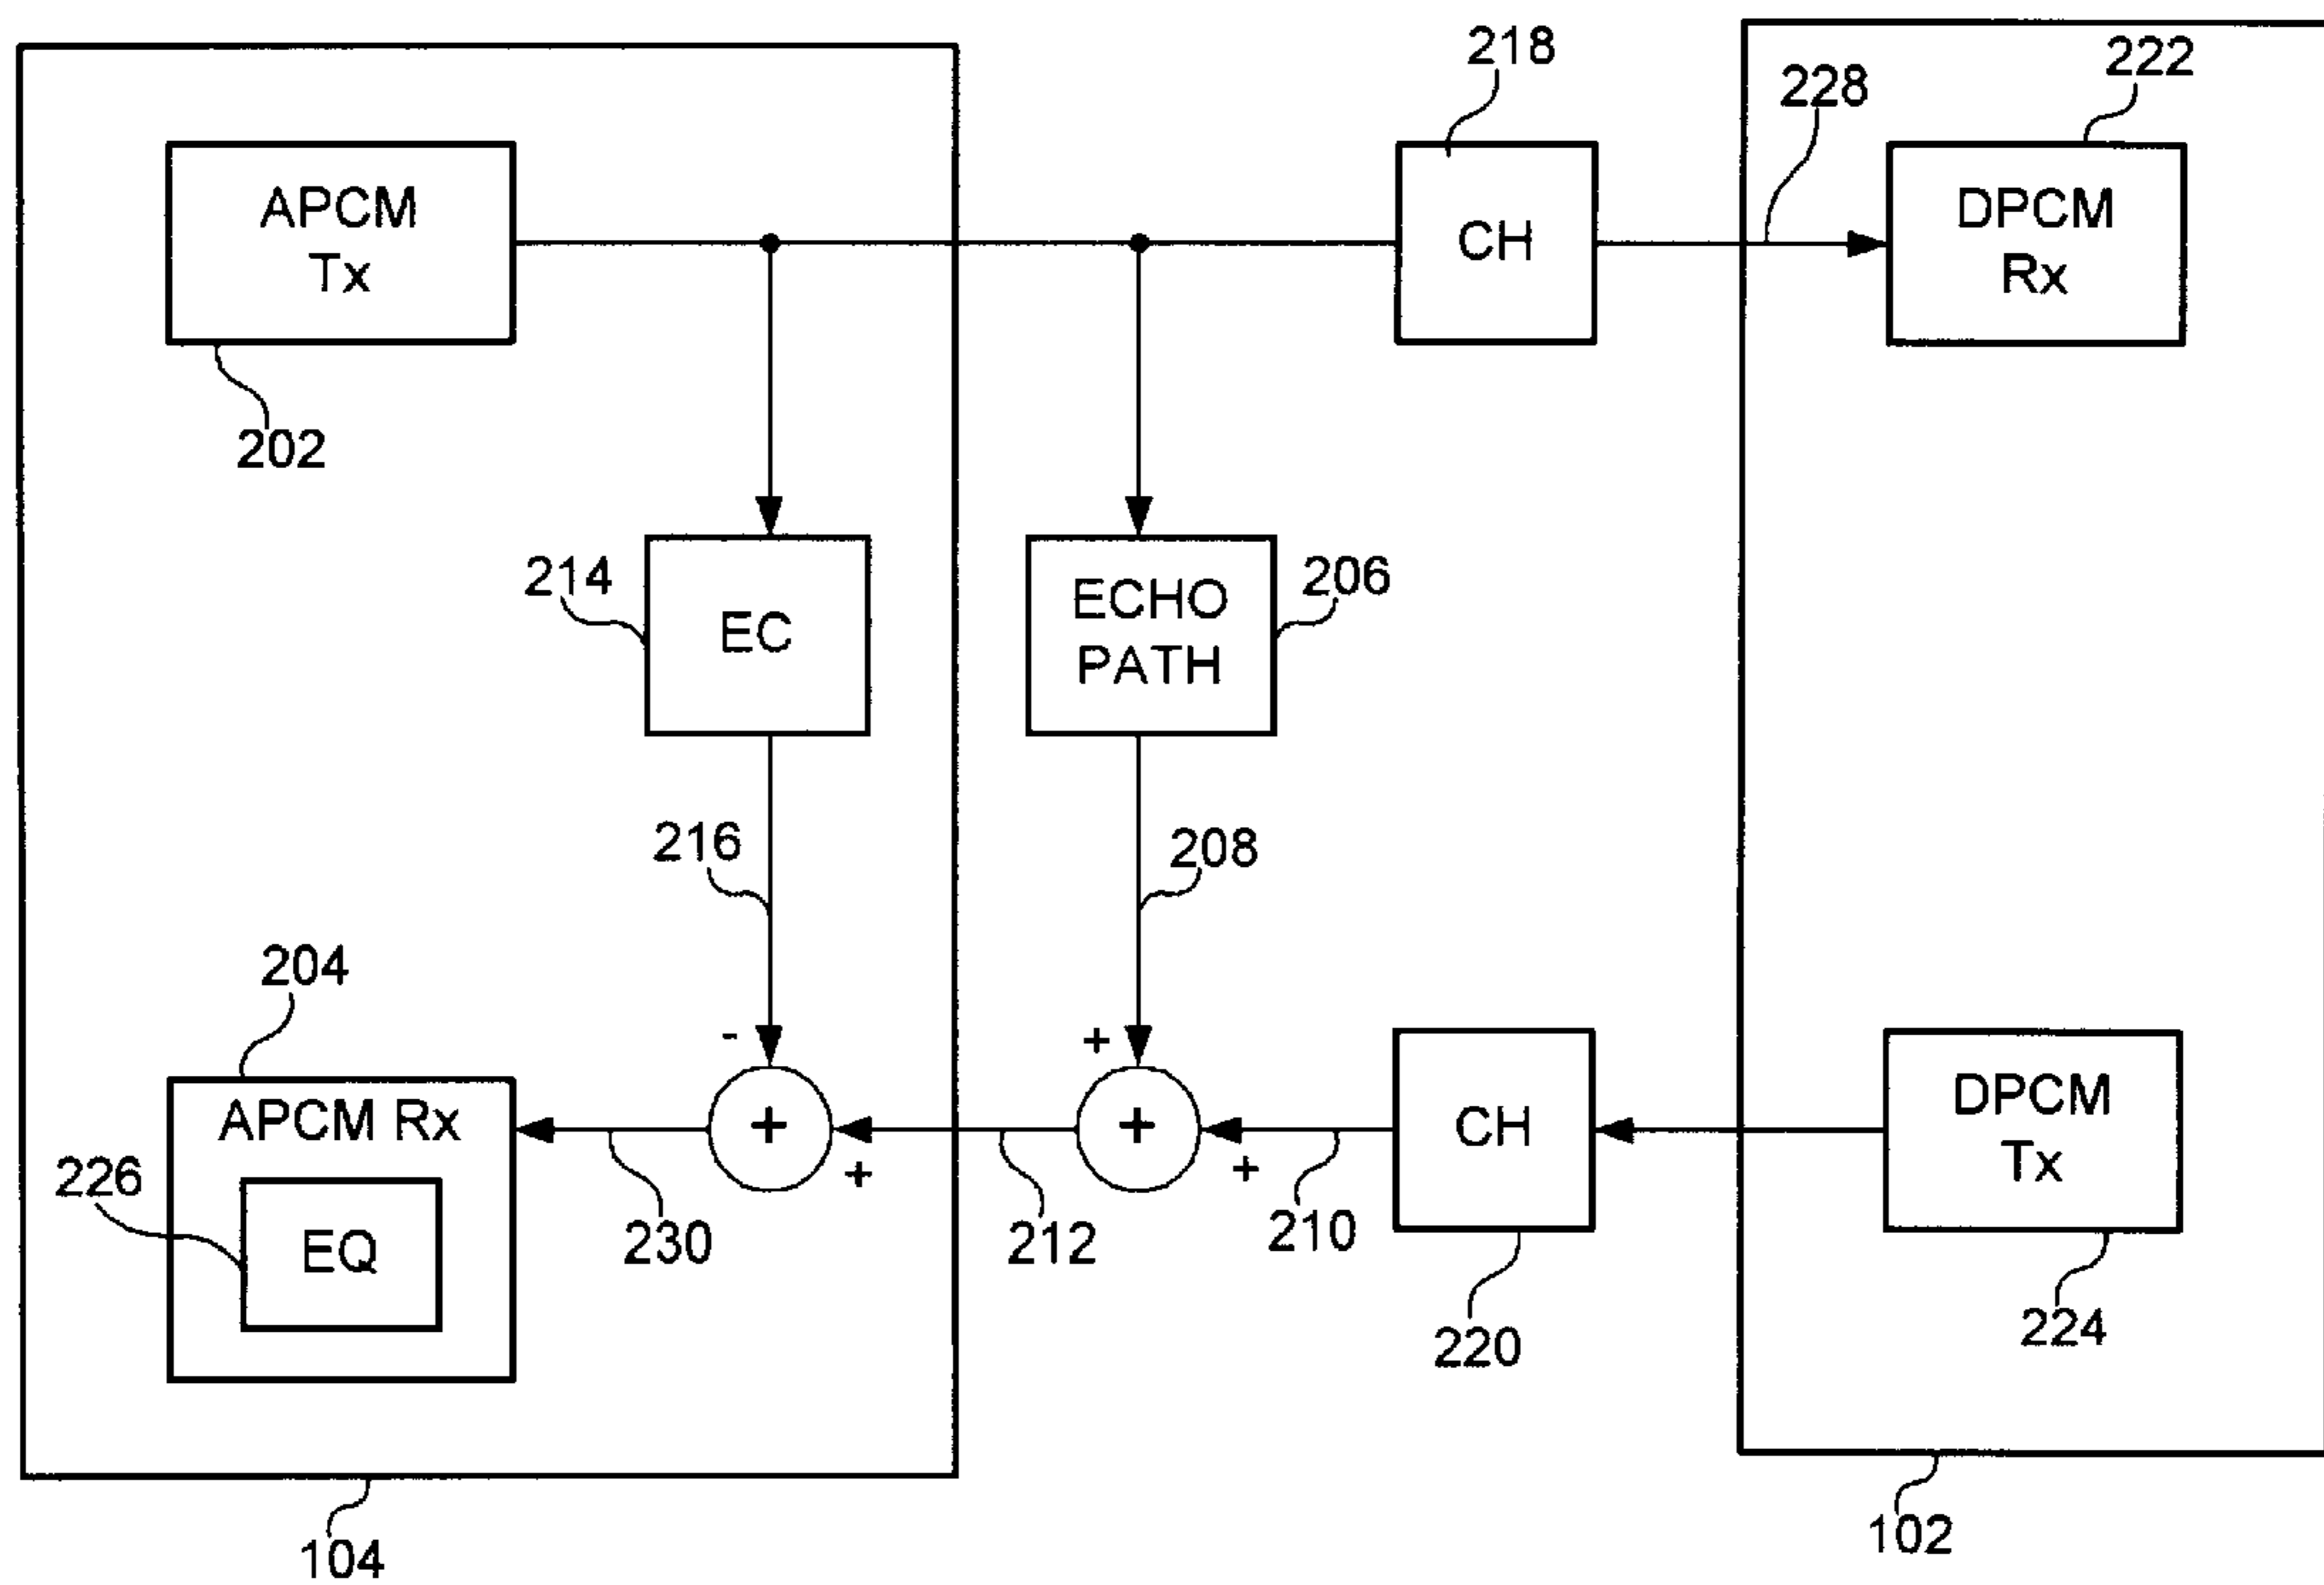 218
222
228
APCM
Tx
CH
DPCM
Rx
202
214
EC
ECHO
PATH
206
216
208
204
-
+
APCM Rx
+
+
CH
DPCM
Tx
226
+
+
EQ
230
212
210
220
224
104
102